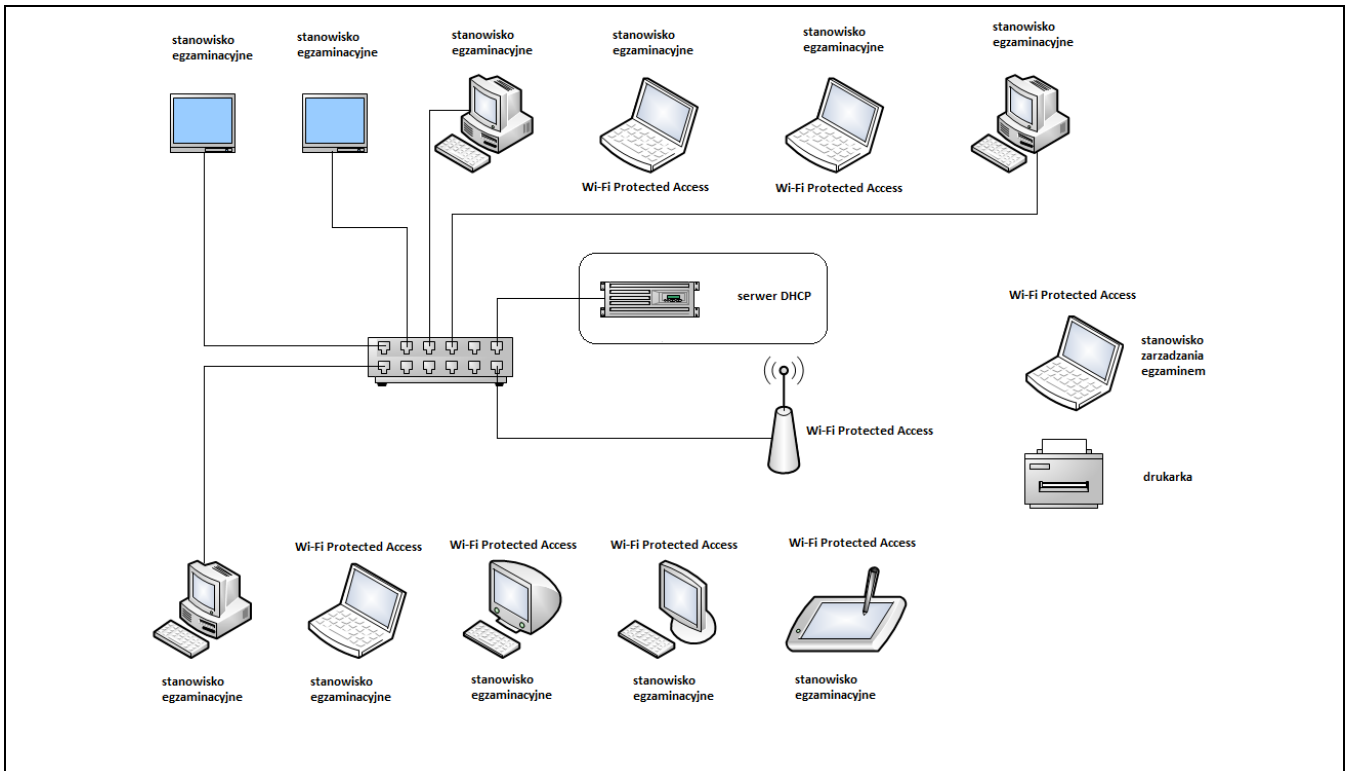 stanowisko
egzaminacyjne
stanowisko
egzaminacyjne
stanowisko
egzaminacyjne
stanowisko
egzaminacyjne
stanowisko
egzaminacyjne
stanowisko
egzaminacyjne
Wi-Fi Protected Access
Wi-Fi Protected Access
serwer DHCP
Wi-Fi Protected Access
stanowisko
zarzadzania
egzaminem
Wi-Fi Protected Access
drukarka
Wi-Fi Protected Access
Wi-Fi Protected Access
Wi-Fi Protected Access
Wi-Fi Protected Access
stanowisko
egzaminacyjne
stanowisko
egzaminacyjne
stanowisko
egzaminacyjne
stanowisko
egzaminacyjne
stanowisko
egzaminacyjne